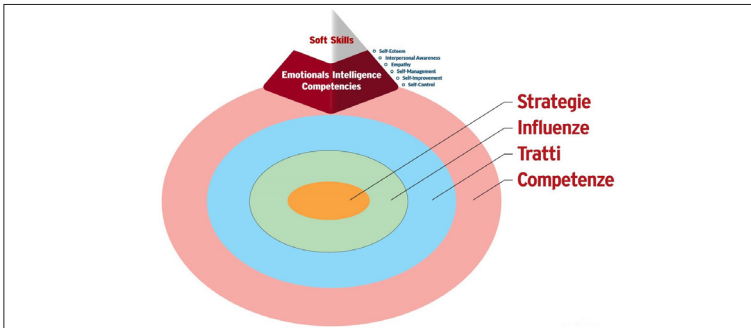 Soft Skills
Self-Esteem
Interpersonal Awareness
Empathy
Self-Management
Self-Improvement
Self-Control
Emotionals Intelligence
Competencies
Strategie
Influenze
Tratti
Competenze